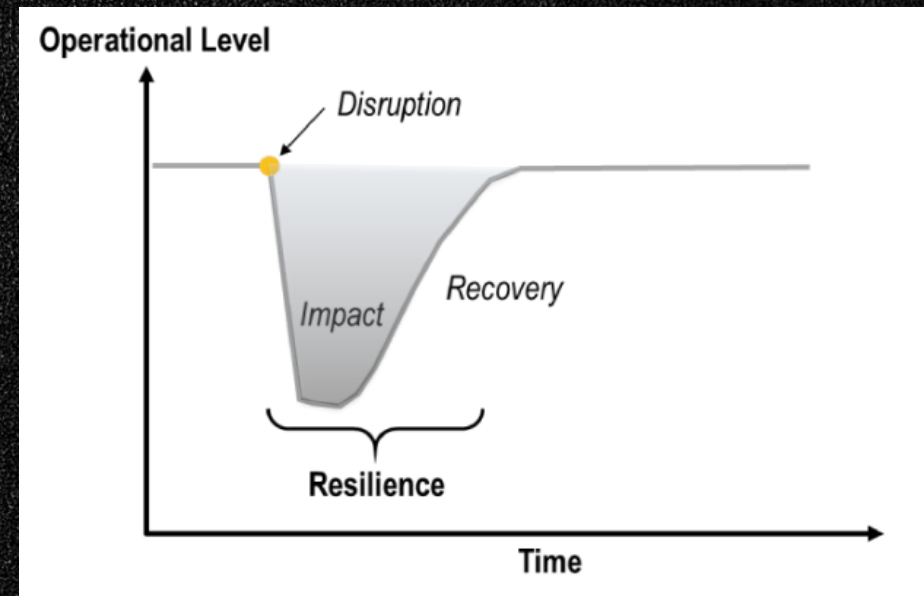 Operational Level
Disruption
Recovery
Impact
Resilience
Time